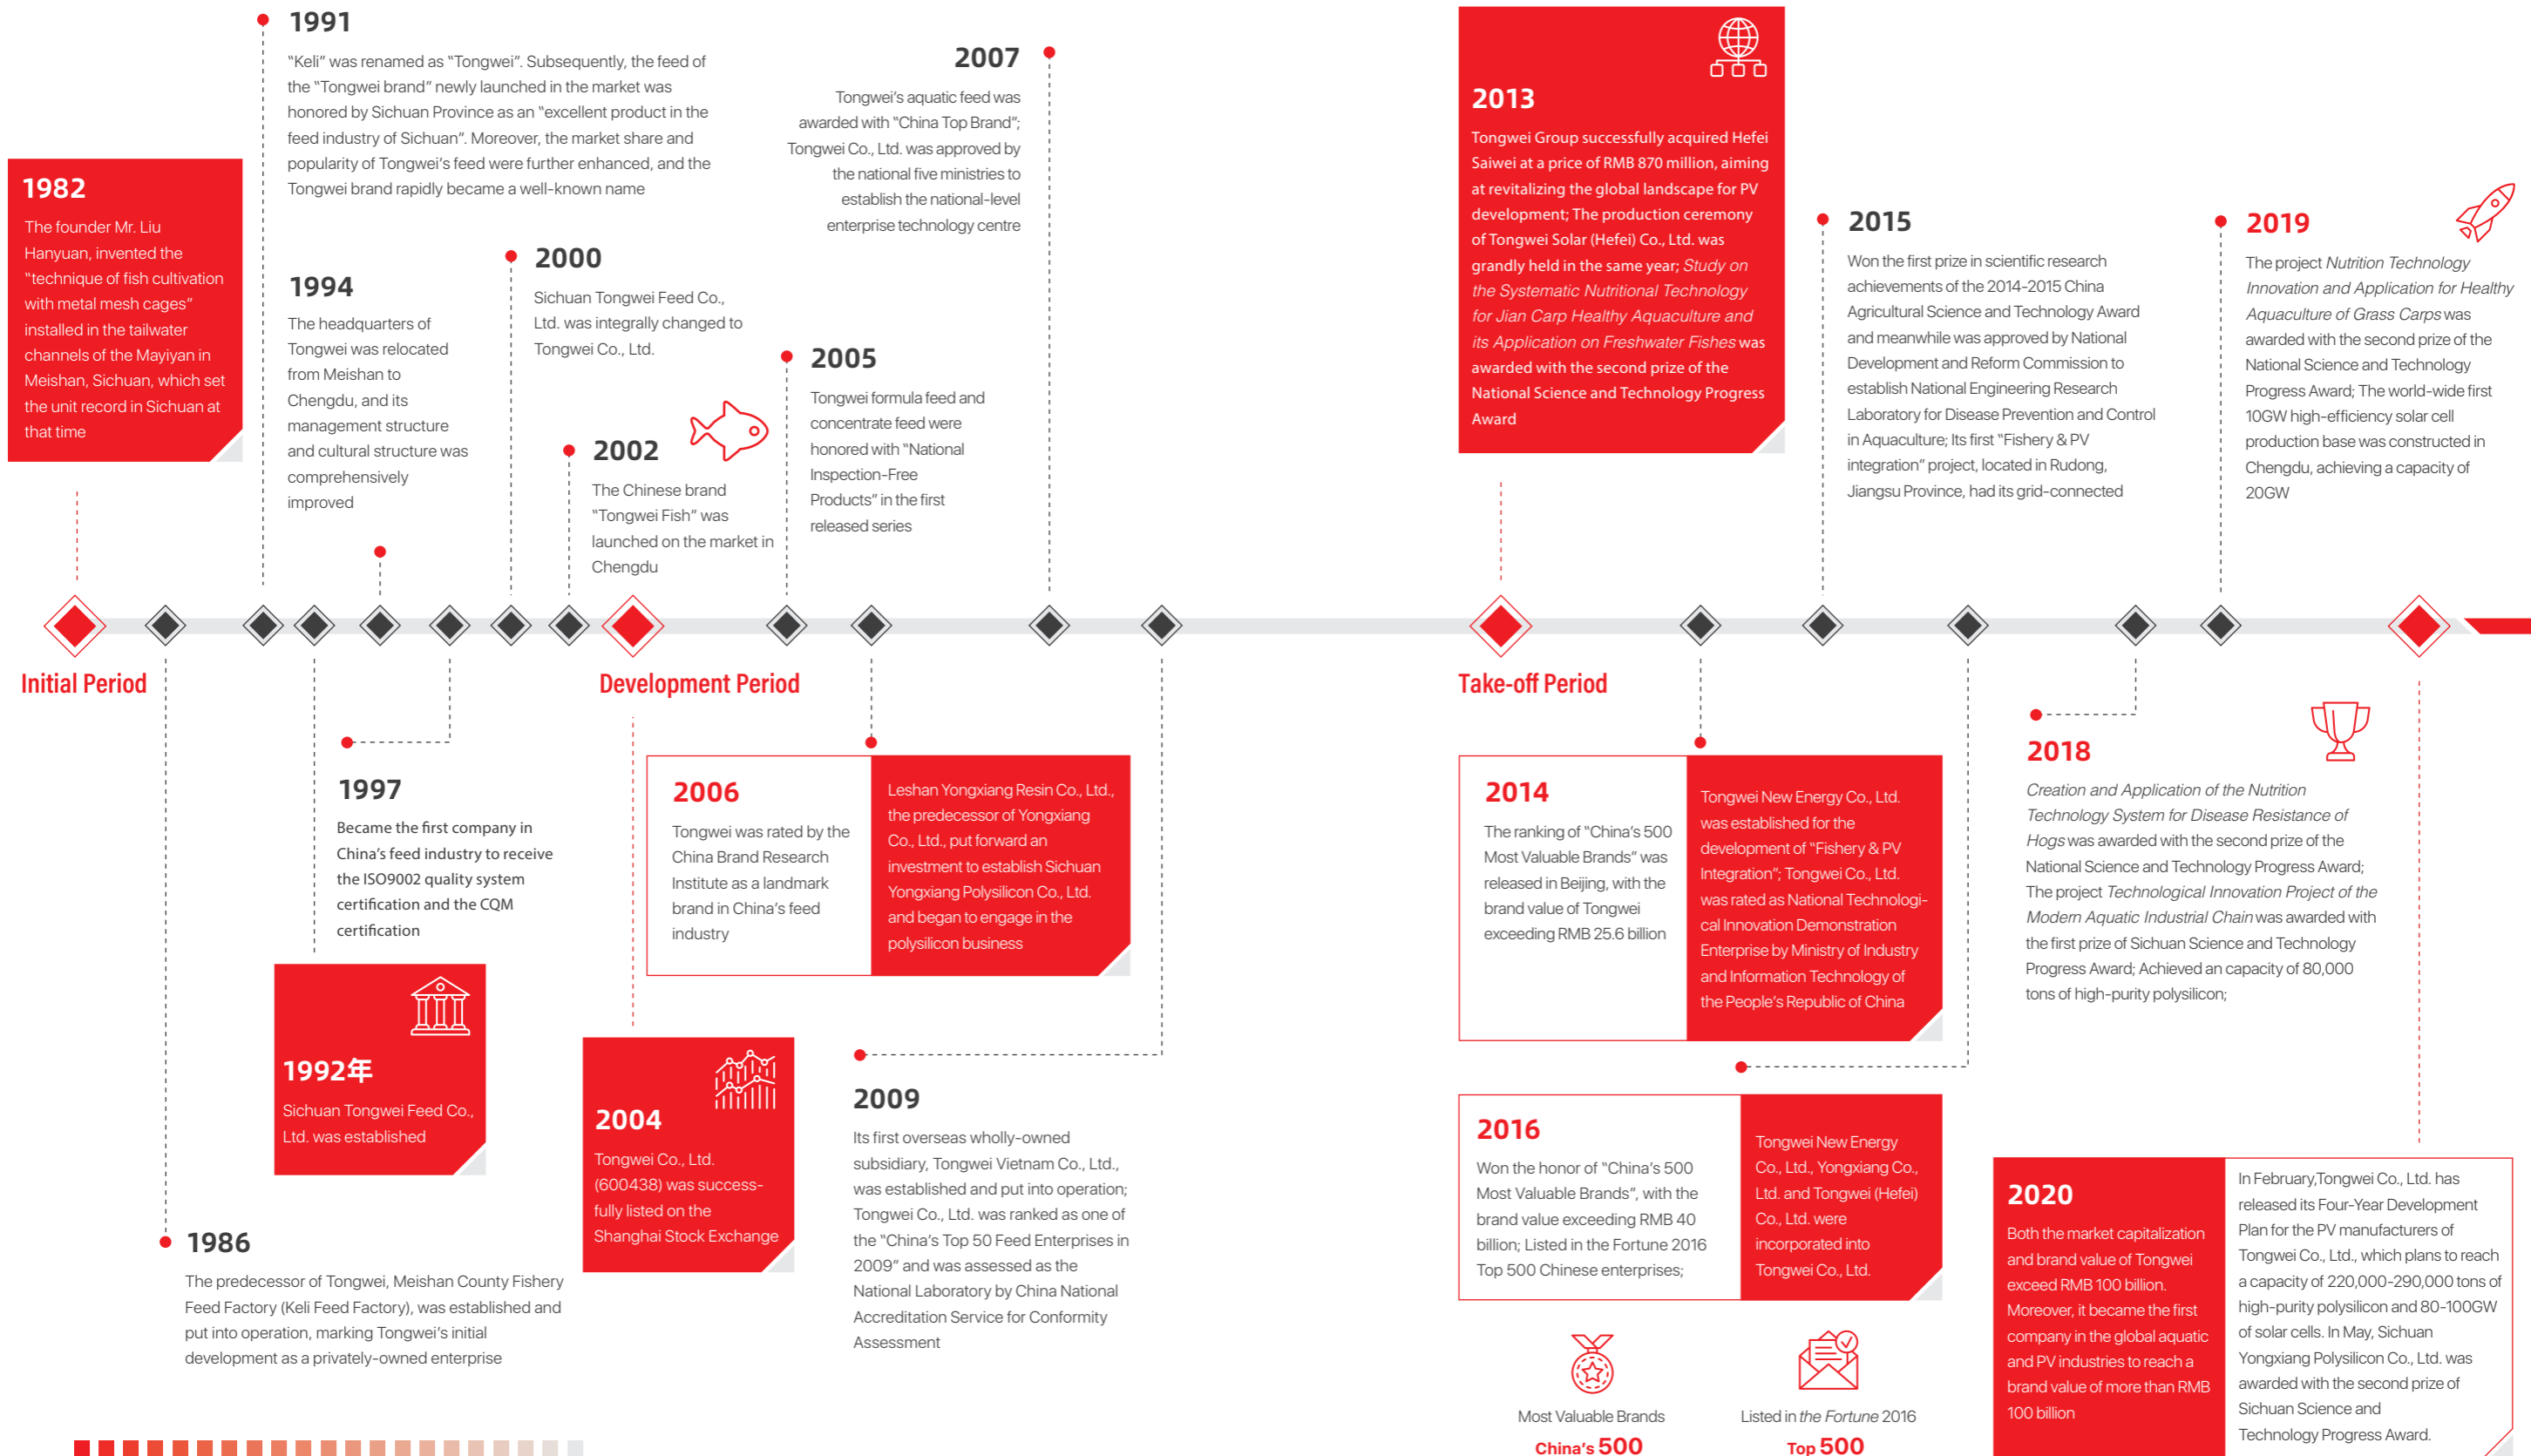 1982
The founder Mr. Liu
Hanyuan, invented the
“technique of fish cultivation
with metal mesh cages”
installed in the tailwater
channels of the Mayiyan in
Meishan, Sichuan, which set
the unit record in Sichuan at
that time
1991
“Keli” was renamed as “Tongwei”. Subsequently, the feed of
the “Tongwei brand” newly launched in the market was
honored by Sichuan Province as an “excellent product in the
feed industry of Sichuan”. Moreover, the market share and
popularity of Tongwei’s feed were further enhanced, and the
Tongwei brand rapidly became a well-known name
1994
The headquarters of
Tongwei was relocated
from Meishan to
Chengdu, and its
management structure
and cultural structure was
comprehensively
improved
2000
Sichuan Tongwei Feed Co.,
Ltd. was integrally changed to
Tongwei Co., Ltd.
2002
The Chinese brand
“Tongwei Fish” was
launched on the market in
Chengdu
2005
Tongwei formula feed and
concentrate feed were
honored with “National
Inspection-Free
Products” in the first
released series
2007
Tongwei’s aquatic feed was
awarded with “China Top Brand”;
Tongwei Co., Ltd. was approved by
the national five ministries to
establish the national-level
enterprise technology centre
2013
Tongwei Group successfully acquired Hefei
Saiwei at a price of RMB 870 million, aiming
at revitalizing the global landscape for PV
development; The production ceremony
of Tongwei Solar (Hefei) Co., Ltd. was
grandly held in the same year; Study on
the Systematic Nutritional Technology
for Jian Carp Healthy Aquaculture and
its Application on Freshwater Fishes was
awarded with the second prize of the
National Science and Technology Progress
Award
2015
Won the first prize in scientific research
achievements of the 2014-2015 China
Agricultural Science and Technology Award
and meanwhile was approved by National
Development and Reform Commission to
establish National Engineering Research
Laboratory for Disease Prevention and Control
in Aquaculture; Its first “Fishery & PV
integration” project, located in Rudong,
Jiangsu Province, had its grid-connected
2019
The project Nutrition Technology
Innovation and Application for Healthy
Aquaculture of Grass Carps was
awarded with the second prize of the
National Science and Technology
Progress Award; The world-wide first
10GW high-efficiency solar cell
production base was constructed in
Chengdu, achieving a capacity of
20GW
Initial Period
Development Period
Take-off Period
1997
Became the first company in
China’s feed industry to receive
the ISO9002 quality system
certification and the CQM
certification
1992年
Sichuan Tongwei Feed Co.,
Ltd. was established
1986
The predecessor of Tongwei, Meishan County Fishery
Feed Factory (Keli Feed Factory), was established and
put into operation, marking Tongwei’s initial
development as a privately-owned enterprise
2006
Tongwei was rated by the
China Brand Research
Institute as a landmark
brand in China’s feed
industry
Leshan Yongxiang Resin Co., Ltd.,
the predecessor of Yongxiang
Co., Ltd., put forward an
investment to establish Sichuan
Yongxiang Polysilicon Co., Ltd.
and began to engage in the
polysilicon business
2004
Tongwei Co., Ltd.
(600438) was success-
fully listed on the
Shanghai Stock Exchange
2009
Its first overseas wholly-owned
subsidiary, Tongwei Vietnam Co., Ltd.,
was established and put into operation;
Tongwei Co., Ltd. was ranked as one of
the “China’s Top 50 Feed Enterprises in
2009” and was assessed as the
National Laboratory by China National
Accreditation Service for Conformity
Assessment
2014
The ranking of “China’s 500
Most Valuable Brands” was
released in Beijing, with the
brand value of Tongwei
exceeding RMB 25.6 billion
Tongwei New Energy Co., Ltd.
was established for the
development of “Fishery & PV
Integration”; Tongwei Co., Ltd.
was rated as National Technologi-
cal Innovation Demonstration
Enterprise by Ministry of Industry
and Information Technology of
the People’s Republic of China
2016
Won the honor of “China’s 500
Most Valuable Brands”, with the
brand value exceeding RMB 40
billion; Listed in the Fortune 2016
Top 500 Chinese enterprises;
Tongwei New Energy
Co., Ltd., Yongxiang Co.,
Ltd. and Tongwei (Hefei)
Co., Ltd. were
incorporated into
Tongwei Co., Ltd.
Most Valuable Brands
China’s 500
Listed in the Fortune 2016
Top 500
2018
Creation and Application of the Nutrition
Technology System for Disease Resistance of
Hogs was awarded with the second prize of the
National Science and Technology Progress Award;
The project Technological Innovation Project of the
Modern Aquatic Industrial Chain was awarded with
the first prize of Sichuan Science and Technology
Progress Award; Achieved an capacity of 80,000
tons of high-purity polysilicon;
2020
Both the market capitalization
and brand value of Tongwei
exceed RMB 100 billion.
Moreover, it became the first
company in the global aquatic
and PV industries to reach a
brand value of more than RMB
100 billion
In February,Tongwei Co., Ltd. has
released its Four-Year Development
Plan for the PV manufacturers of
Tongwei Co., Ltd., which plans to reach
a capacity of 220,000-290,000 tons of
high-purity polysilicon and 80-100GW
of solar cells. In May, Sichuan
Yongxiang Polysilicon Co., Ltd. was
awarded with the second prize of
Sichuan Science and
Technology Progress Award.